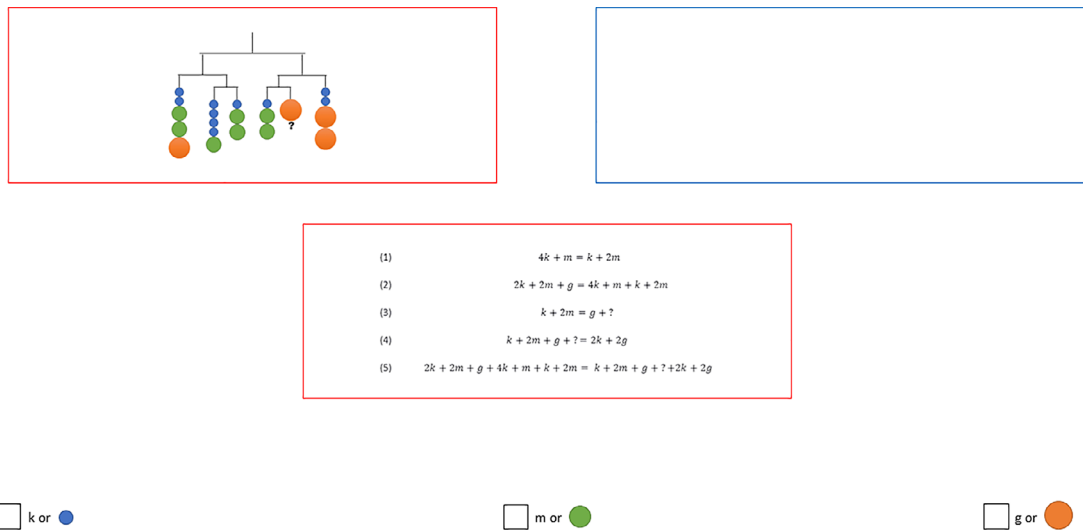 ?
(1) 4k + m = k + 2m
(2) 2k + 2m + g = 4k + m + k + 2m
(3) k + 2m = g + ?
(4) k + 2m + g + ? = 2k + 2g
(5) 2k + 2m + g + 4k + m + k + 2m = k + 2m + g + ? +2k + 2g
k or
m or
g or